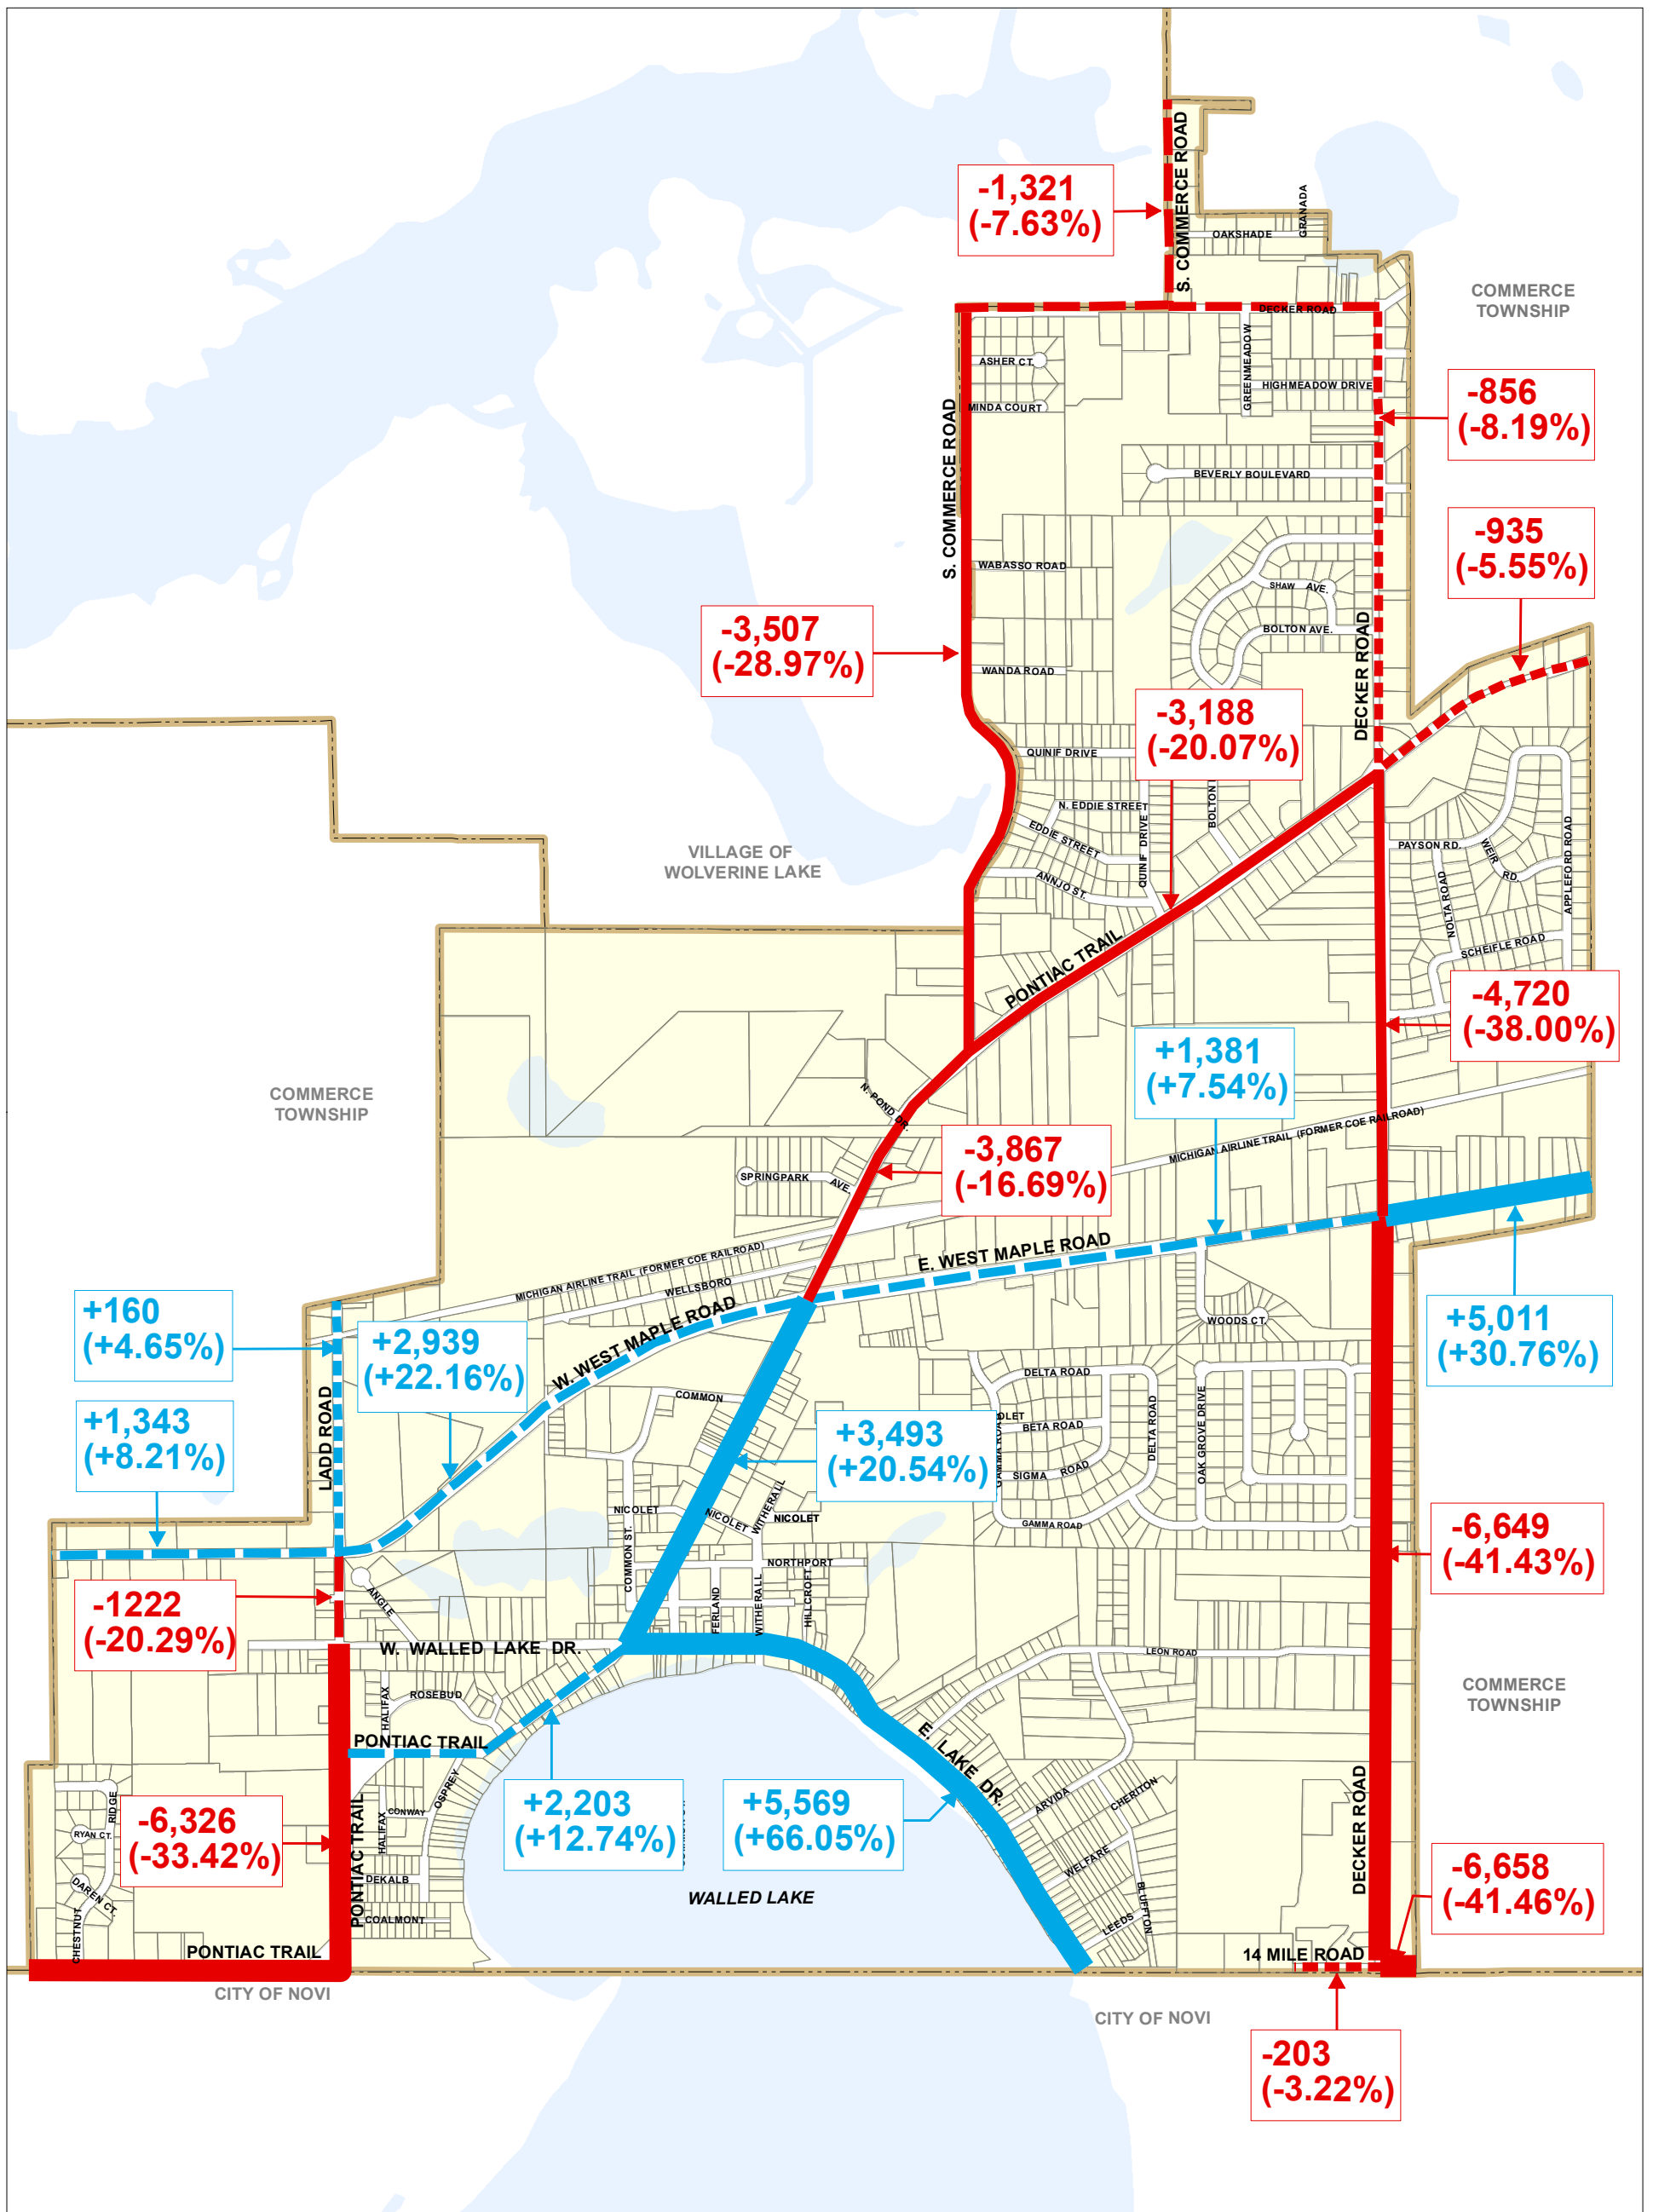 S. COMMERCE ROAD
-1,321
(-7.63%)
GRANADA
OAKSHADE
COMMERCE
TOWNSHIP
DECKER ROAD
ASHER CT.
GREENMEADOW
HIGHMEADOW DRIVE
MINDA COURT
-856
(-8.19%)
S. COMMERCE ROAD
BEVERLY BOULEVARD
-935
(-5.55%)
WABASSO ROAD
SHAW AVE.
BOLTON AVE.
-3,507
(-28.97%)
WANDA ROAD
DECKER ROAD
-3,188
(-20.07%)
QUINIF DRIVE
BOLTON
N. EDDIE STREET
EDDIE STREET
QUINIF DRIVE
ANNJO ST.
VILLAGE OF
WOLVERINE LAKE
PAYSON RD.
WEIR RD.
APPLEFORD ROAD
NOLTA ROAD
SCHEIFLE ROAD
PONTIAC TRAIL
-4,720
(-38.00%)
+1,381
(+7.54%)
COMMERCE
TOWNSHIP
N. POND DR.
MICHIGAN AIRLINE TRAIL (FORMER COE RAILROAD)
-3,867
(-16.69%)
SPRINGPARK AVE.
E. WEST MAPLE ROAD
MICHIGAN AIRLINE TRAIL (FORMER COE RAILROAD)
WELLSBORO
+160
(+4.65%)
+2,939
(+22.16%)
W. WEST MAPLE ROAD
WOODS CT.
+5,011
(+30.76%)
LADD ROAD
COMMON
DELTA ROAD
+1,343
(+8.21%)
+3,493
(+20.54%)
GAMMA ROAD
OLET
BETA ROAD
DELTA ROAD
OAK GROVE DRIVE
SIGMA ROAD
NICOLET
NICOLET
WITHERALL
NICOLET
GAMMA ROAD
-6,649
(-41.43%)
COMMON ST.
NORTHPORT
-1222
(-20.29%)
ANGLE
FERLAND
WITHERALL
HILLCROFT
W. WALLED LAKE DR.
LEON ROAD
HALIFAX
ROSEBUD
COMMERCE
TOWNSHIP
PONTIAC TRAIL
E. LAKE DR.
OSPREY
RIDGE
-6,326
(-33.42%)
PONTIAC TRAIL
HALIFAX
CONWAY
+2,203
(+12.74%)
+5,569
(+66.05%)
ARVIDA
CHERITON
DECKER ROAD
RYAN CT.
DAREN CT.
DEKALB
WELFARE
-6,658
(-41.46%)
WALLED LAKE
CHESTNUT
COALMONT
LEEDS
BLUFFTON
PONTIAC TRAIL
14 MILE ROAD
CITY OF NOVI
CITY OF NOVI
-203
(-3.22%)